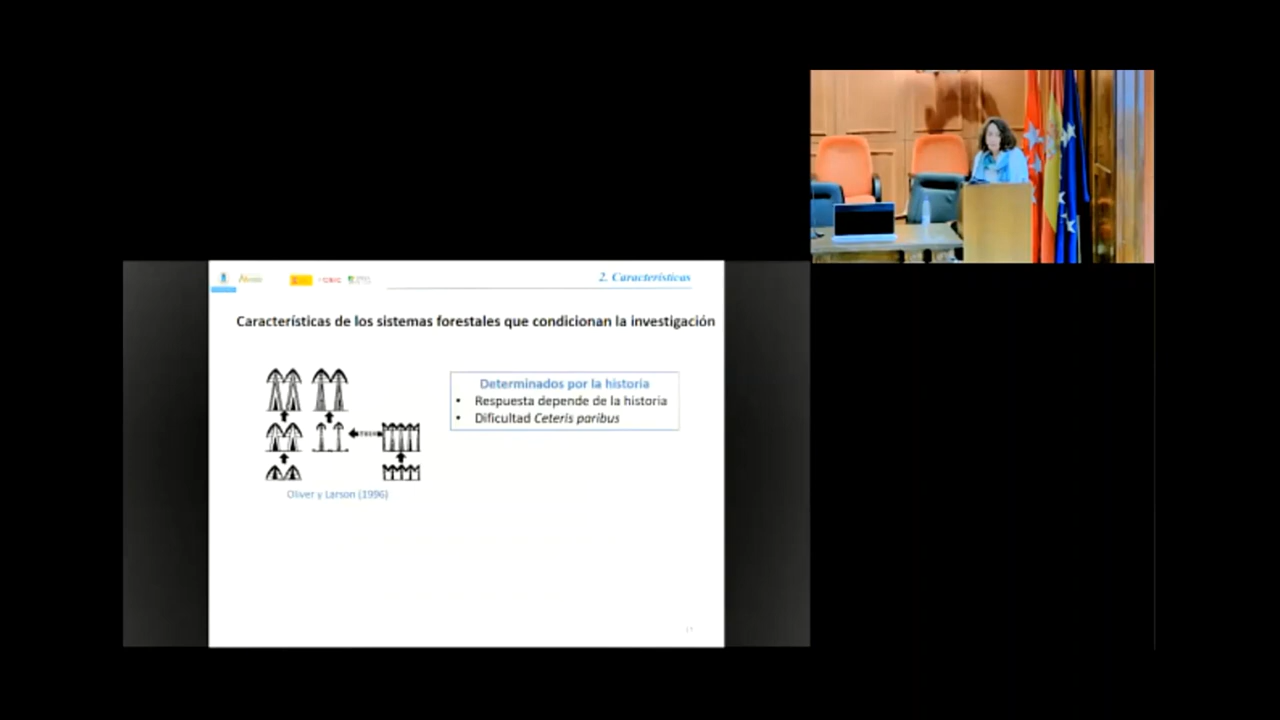 2. Características
Características de los sistemas forestales que condicionan la investigación
Determinados por la historia
• Respuesta depende de la historia
• Dificultad Ceteris paribus
Oliver y Larson (1996)